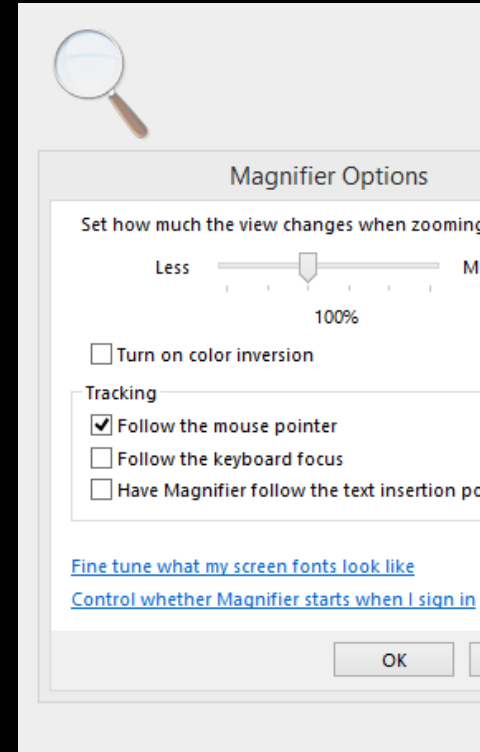 Magnifier Options
Set how much the view changes when zooming
Less
100%
Turn on color inversion
Tracking
Follow the mouse pointer
Follow the keyboard focus
Have Magnifier follow the text insertion
Fine tune what my screen fonts look like
Control whether Magnifier starts when I sign in
OK